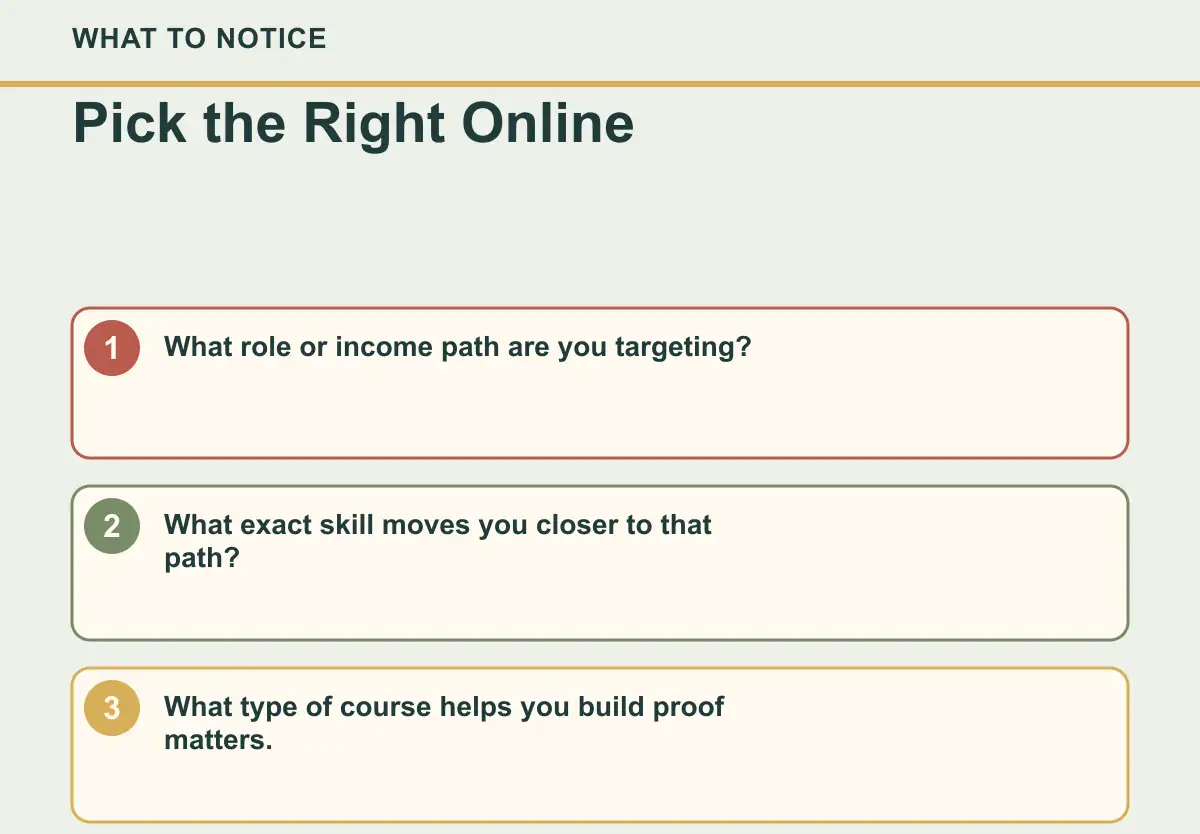 WHAT TO NOTICE
Pick the Right Online
1
What role or income path are you targeting?
2
What exact skill moves you closer to that
path?
3
What type of course helps you build proof
matters.